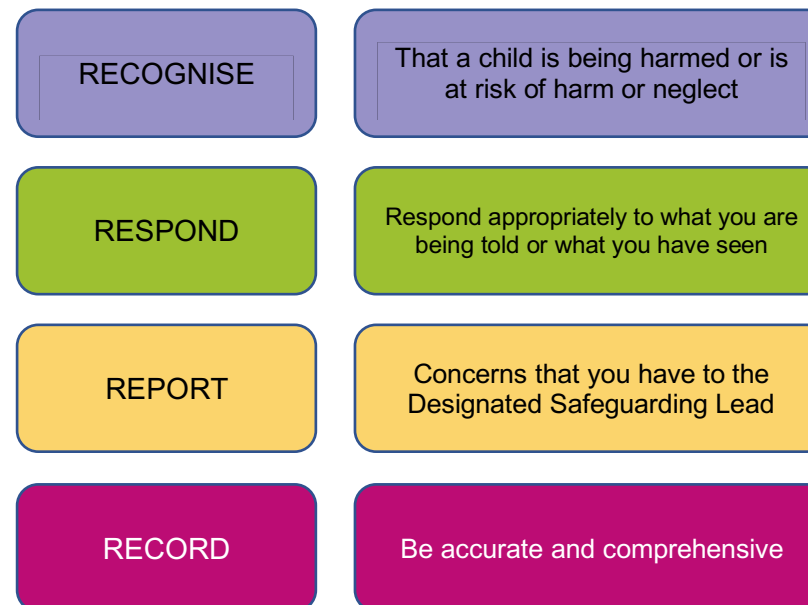 RECOGNISE
That a child is being harmed or is
at risk of harm or neglect
RESPOND
Respond appropriately to what you are
being told or what you have seen
REPORT
Concerns that you have to the
Designated Safeguarding Lead
RECORD
Be accurate and comprehensive